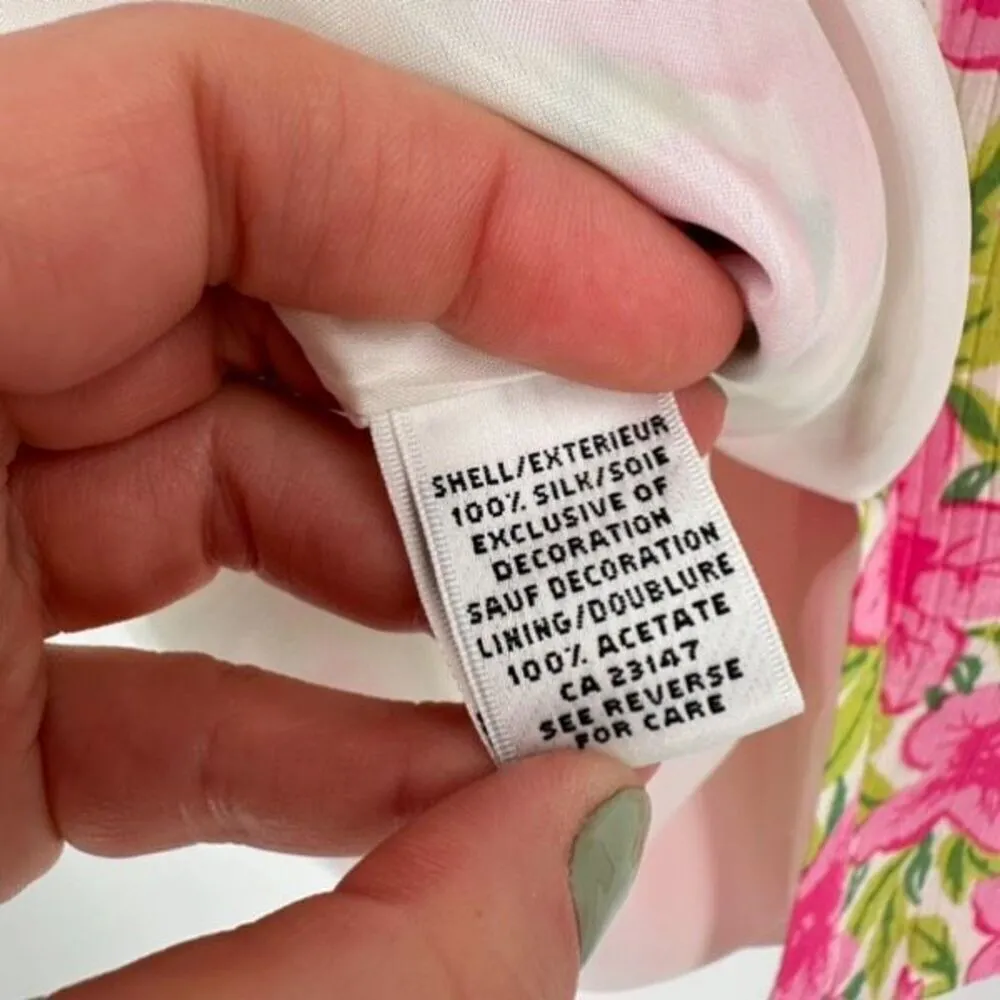 SHELL/EXTERIEUR
100% SILK/SOIE
EXCLUSIVE OF
DECORATION
SAUF DECORATION
LINING/DOUBLURE
100% ACETATE
CA 23147
SEE REVERSE
FOR CARE